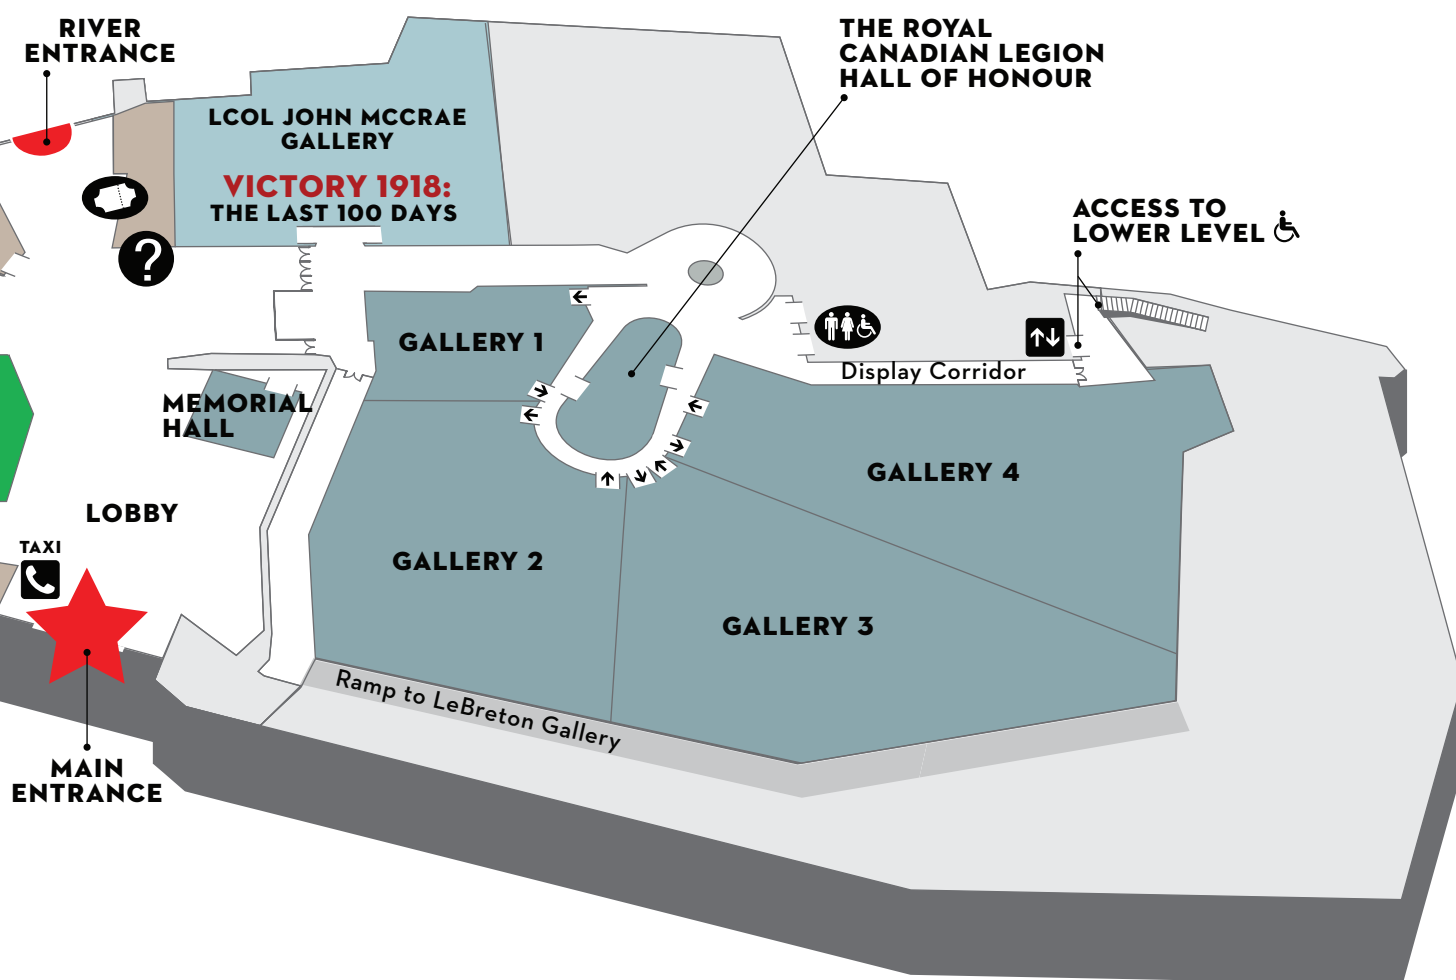 RIVER
ENTRANCE
THE ROYAL
CANADIAN LEGION
HALL OF HONOUR
LCOL JOHN MCCRAE
GALLERY
VICTORY 1918:
THE LAST 100 DAYS
?
ACCESS TO
LOWER LEVEL
GALLERY 1
Display Corridor
MEMORIAL
HALL
GALLERY 4
LOBBY
TAXI
GALLERY 2
GALLERY 3
Ramp to LeBreton Gallery
MAIN
ENTRANCE